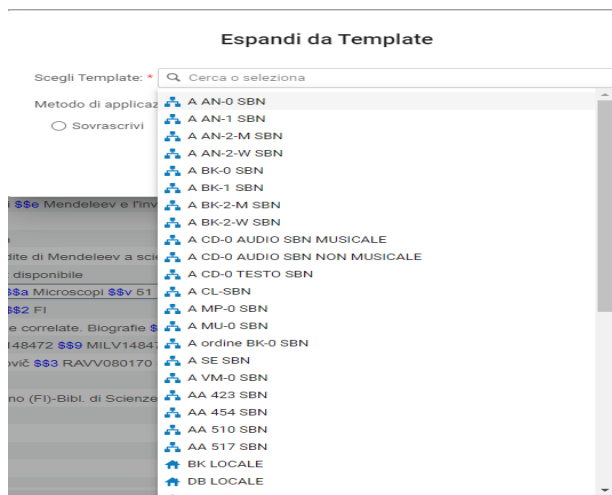 Espandi da Template
Scegli Template: * Cerca o seleziona
Metodo di applicaz
Sovrascrivi
A AN-0 SBN
A AN-1 SBN
A AN-2-M SBN
A AN-2-W SBN
A BK-0 SBN
A BK-1 SBN
A BK-2-M SBN
A BK-2-W SBN
A CD-0 AUDIO SBN MUSICALE
A CD-0 AUDIO SBN NON MUSICALE
A CD-0 TESTO SBN
A CL-SBN
A MP-0 SBN
A MU-0 SBN
A ordine BK-0 SBN
A SE SBN
A VM-0 SBN
AA 423 SBN
AA 454 SBN
AA 510 SBN
AA 517 SBN
BK LOCALE
DB LOCALE
i $$e Mendeleev e l'inv
dite di Mendeleev a sci
disponibile
$$a Microscopi $$v 51
$$2 FI
e correlate. Biografie $
148472 $$9 MILV1484
ovič $$3 RAVV080170
no (FI)-Bibl. di Scienze